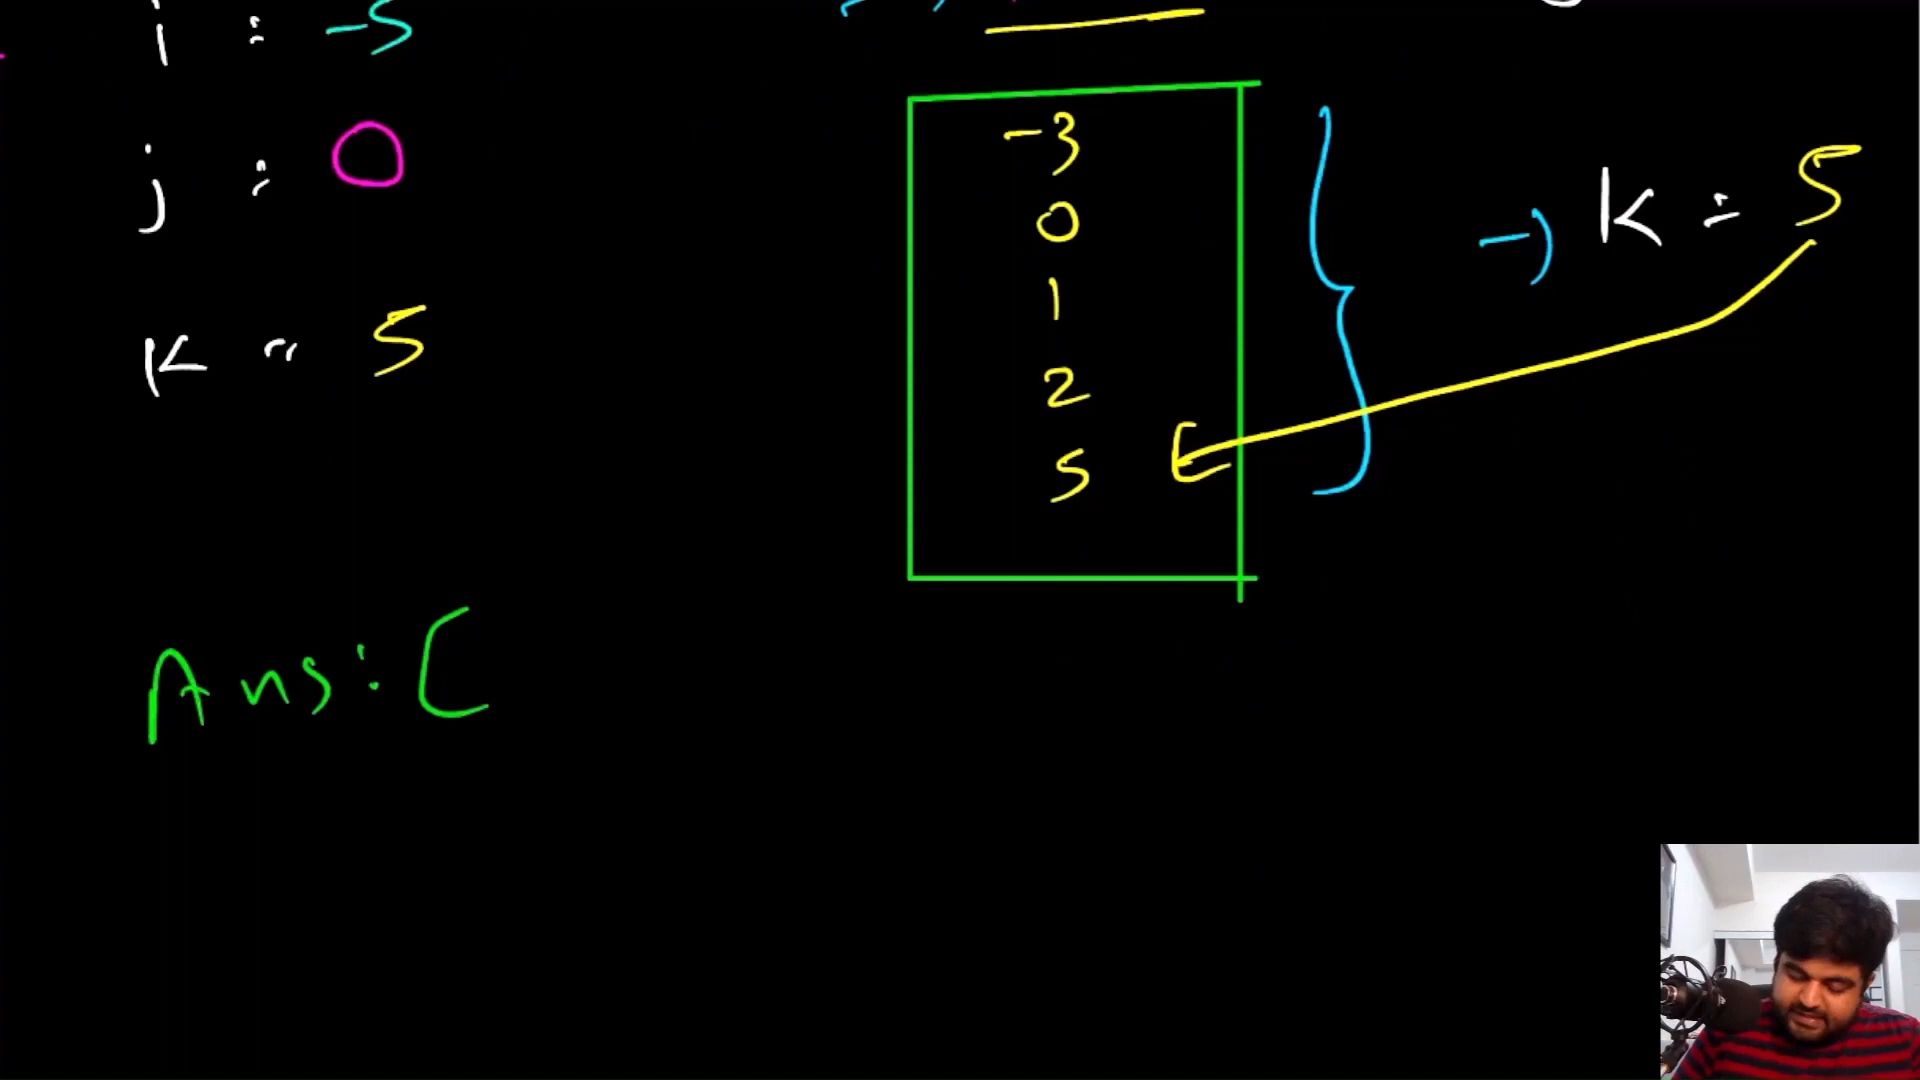 i : -5
j : 0
K = 5
-3
0
1
2
5
→ K = 5
Ans: [